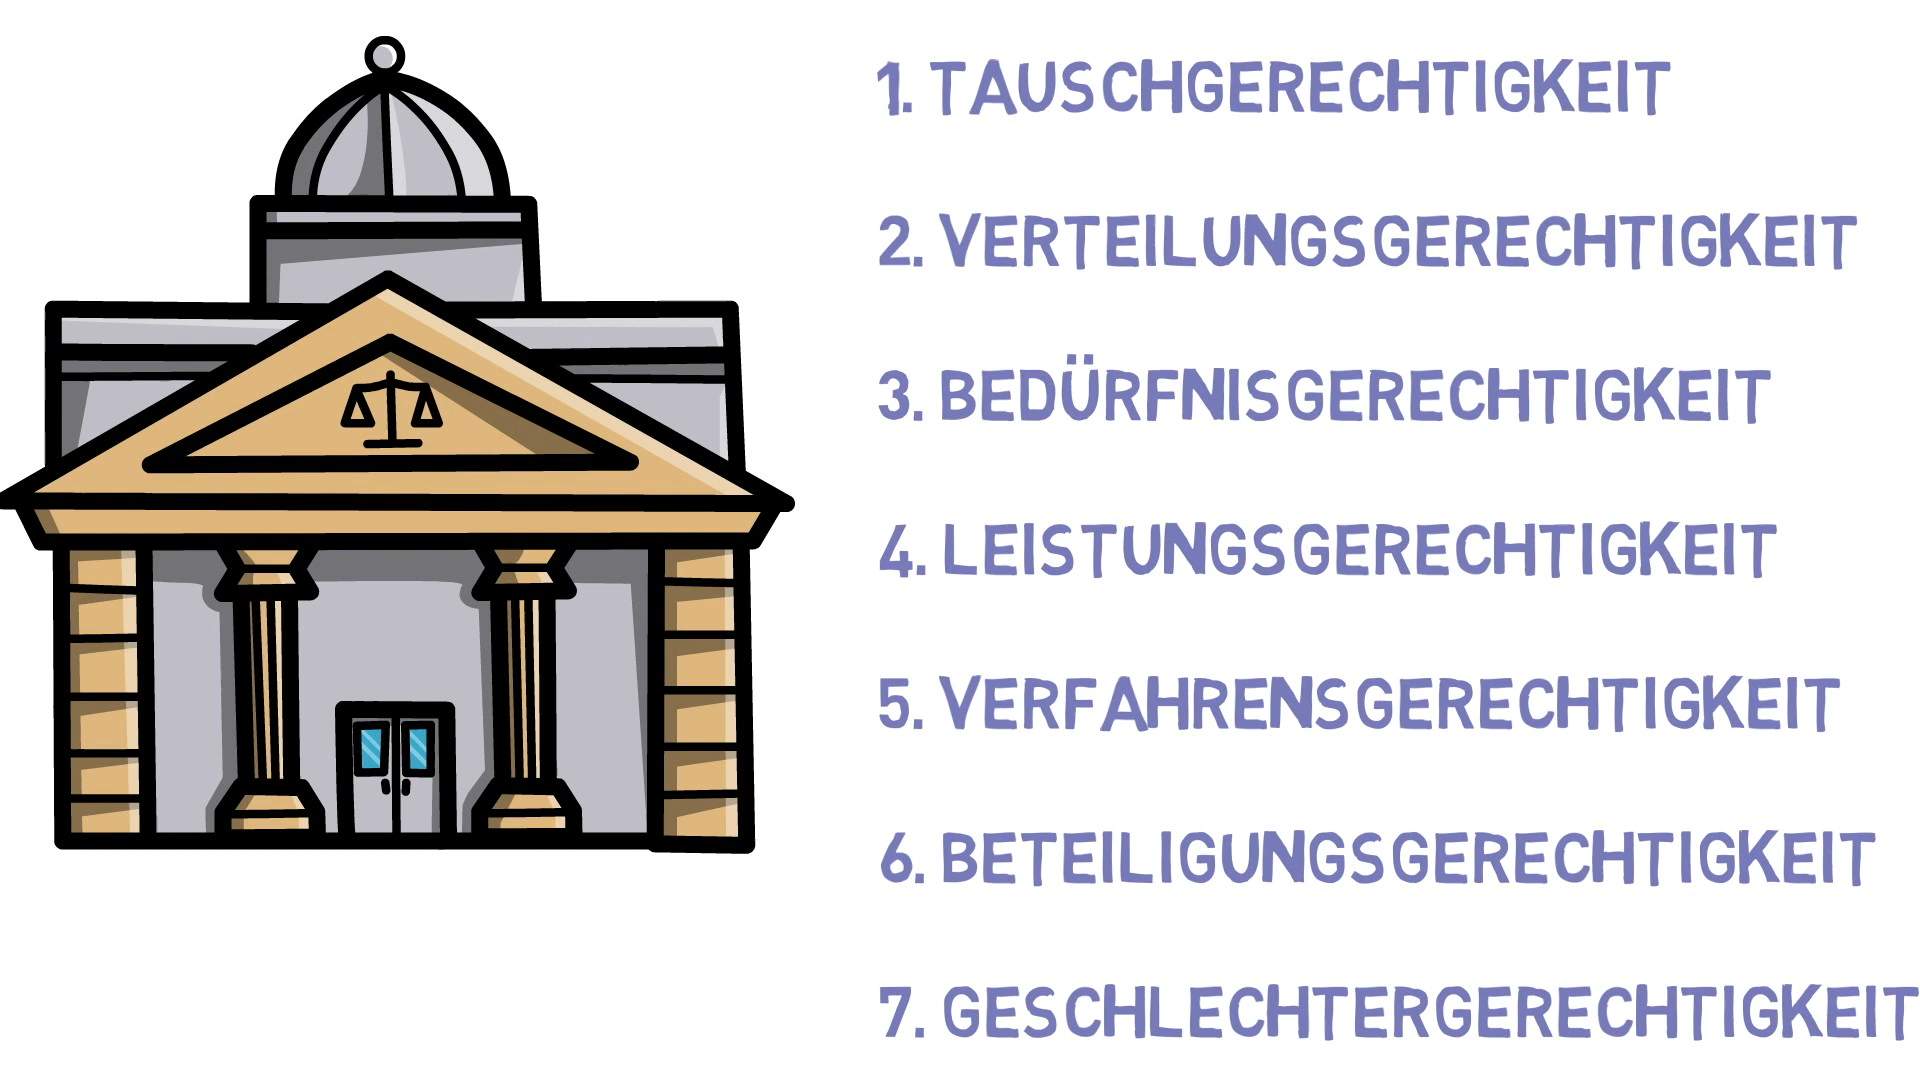 1. TAUSCHGERECHTIGKEIT
2. VERTEILUNGSGERECHTIGKEIT
3. BEDÜRFNISGERECHTIGKEIT
4. LEISTUNGSGERECHTIGKEIT
5. VERFAHRENSGERECHTIGKEIT
6. BETEILIGUNGSGERECHTIGKEIT
7. GESCHLECHTERGERECHTIGKEIT